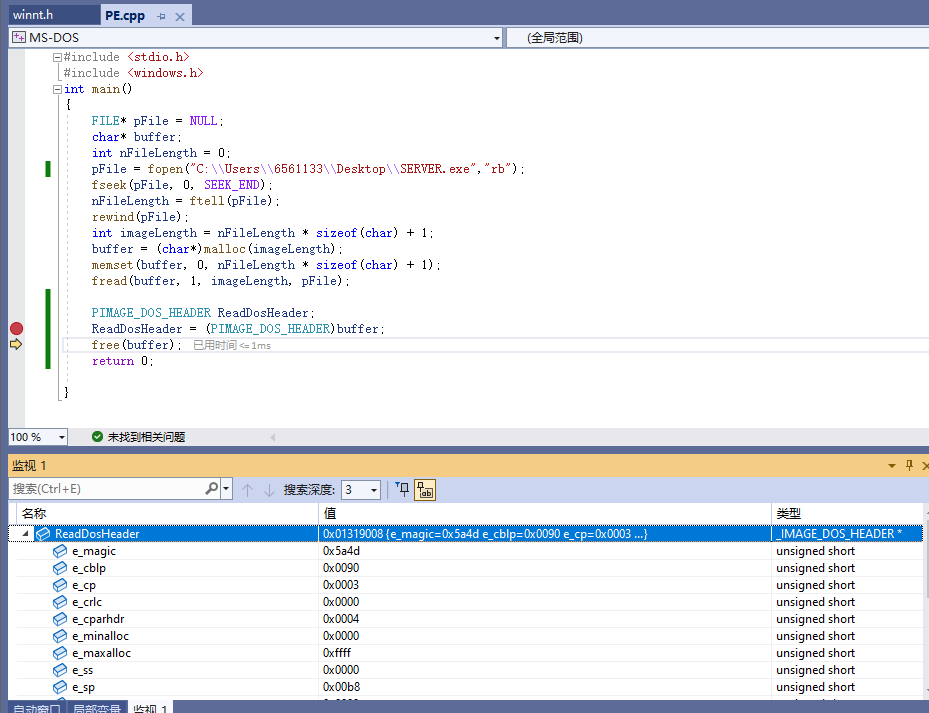 winnt.h PE.cpp
MS-DOS (全局范围)
#include <stdio.h>
#include <windows.h>
int main()
{
FILE* pFile = NULL;
char* buffer;
int nFileLength = 0;
pFile = fopen("C:\\Users\\6561133\\Desktop\\SERVER.exe","rb");
fseek(pFile, 0, SEEK_END);
nFileLength = ftell(pFile);
rewind(pFile);
int imageLength = nFileLength * sizeof(char) + 1;
buffer = (char*)malloc(imageLength);
memset(buffer, 0, nFileLength * sizeof(char) + 1);
fread(buffer, 1, imageLength, pFile);
PIMAGE_DOS_HEADER ReadDosHeader;
ReadDosHeader = (PIMAGE_DOS_HEADER)buffer;
free(buffer); 已用时间 <= 1ms
return 0;
}
100 % 未找到相关问题
监视 1
搜索(Ctrl+E) 搜索深度: 3
名称 值 类型
ReadDosHeader 0x01319008 {e_magic=0x5a4d e_cblp=0x0090 e_cp=0x0003 ...} _IMAGE_DOS_HEADER *
e_magic 0x5a4d unsigned short
e_cblp 0x0090 unsigned short
e_cp 0x0003 unsigned short
e_crlc 0x0000 unsigned short
e_cparhdr 0x0004 unsigned short
e_minalloc 0x0000 unsigned short
e_maxalloc 0xffff unsigned short
e_ss 0x0000 unsigned short
e_sp 0x00b8 unsigned short
自动窗口 局部变量 监视 1